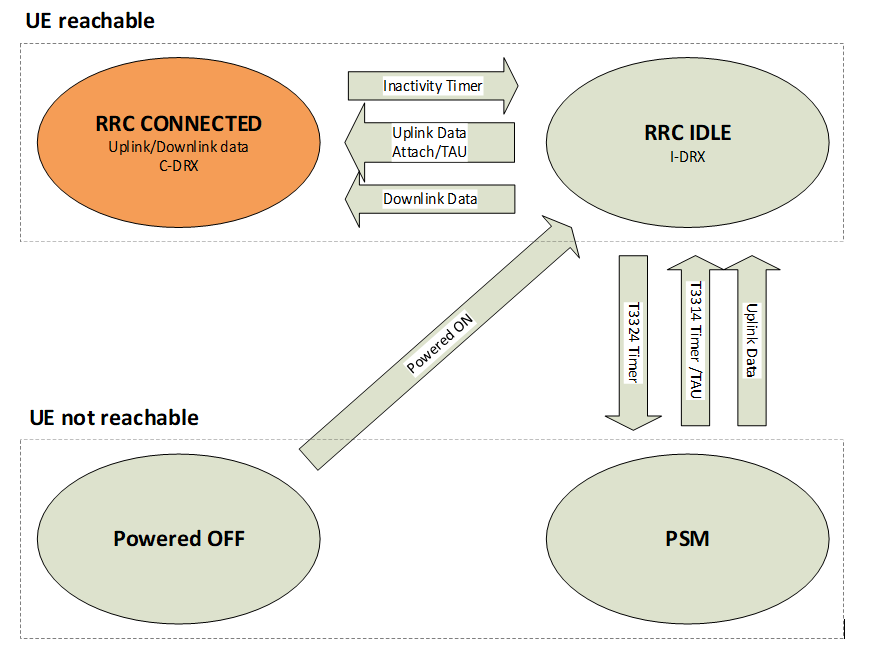 UE reachable
RRC CONNECTED
Uplink/Downlink data
C-DRX
Inactivity Timer
Uplink Data
Attach/TAU
Downlink Data
RRC IDLE
I-DRX
Powered ON
T3324 Timer
T3314 Timer /TAU
Uplink Data
UE not reachable
Powered OFF
PSM